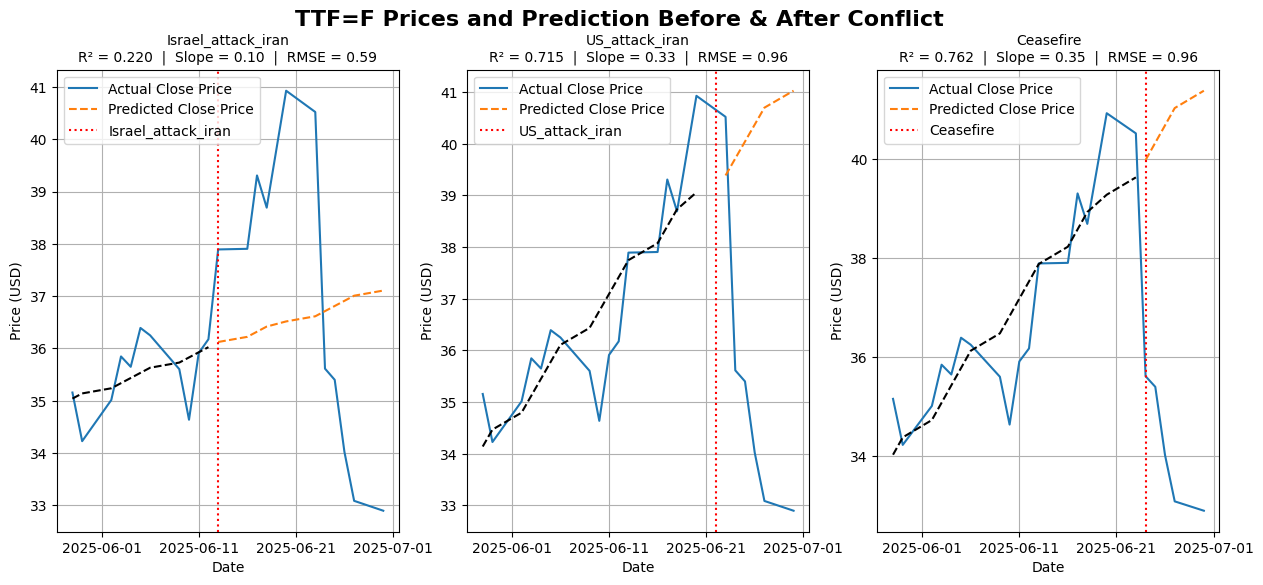 TTF=F Prices and Prediction Before & After Conflict
Israel_attack_iran
R² = 0.220 | Slope = 0.10 | RMSE = 0.59
Actual Close Price
Predicted Close Price
Israel_attack_iran
41
40
39
38
37
36
35
34
33
Price (USD)
2025-06-01 2025-06-11 2025-06-21 2025-07-01
Date
US_attack_iran
R² = 0.715 | Slope = 0.33 | RMSE = 0.96
Actual Close Price
Predicted Close Price
US_attack_iran
41
40
39
38
37
36
35
34
33
Price (USD)
2025-06-01 2025-06-11 2025-06-21 2025-07-01
Date
Ceasefire
R² = 0.762 | Slope = 0.35 | RMSE = 0.96
Actual Close Price
Predicted Close Price
Ceasefire
40
38
36
34
Price (USD)
2025-06-01 2025-06-11 2025-06-21 2025-07-01
Date